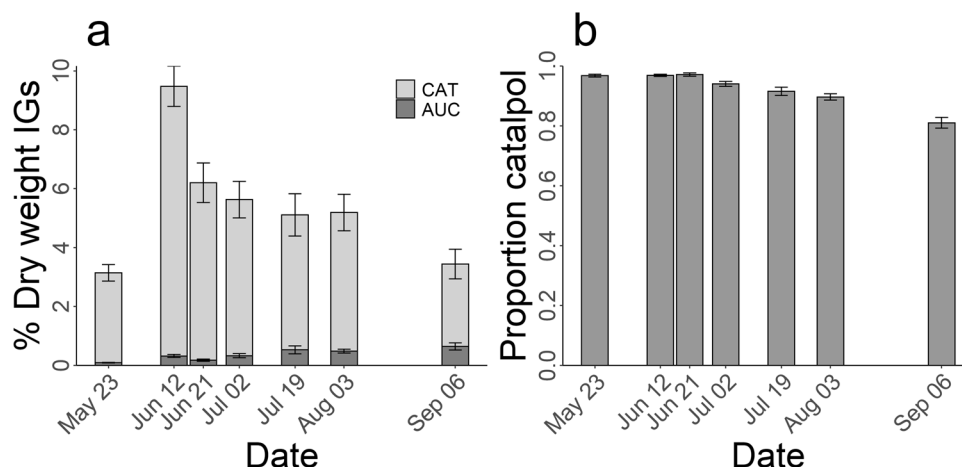 a
% Dry weight IGs
10
8
6
4
2
0
CAT
AUC
May 23
Jun 12
Jun 21
Jul 02
Jul 19
Aug 03
Sep 06
Date
b
Proportion catalpol
1.0
0.8
0.6
0.4
0.2
0.0
May 23
Jun 12
Jun 21
Jul 02
Jul 19
Aug 03
Sep 06
Date